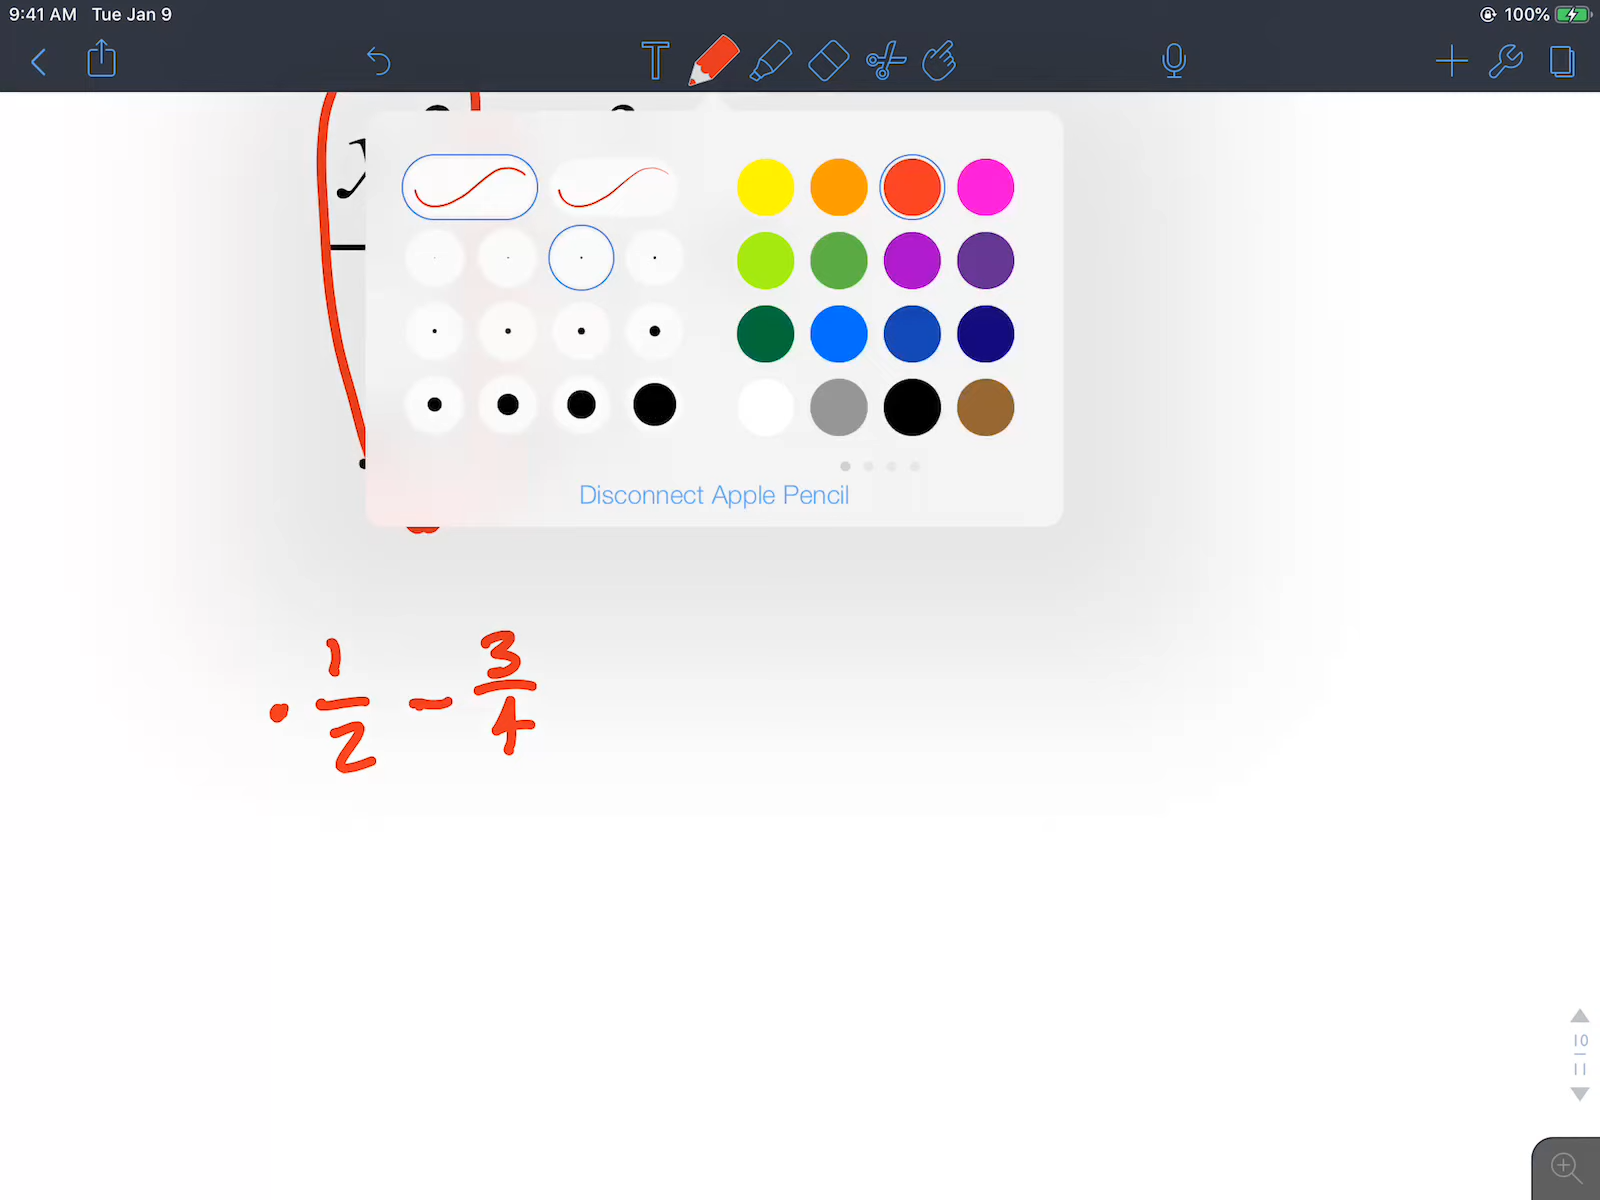 9:41 AM Tue Jan 9 100%
T
Disconnect Apple Pencil
· 1/2 - 3/4
10
11